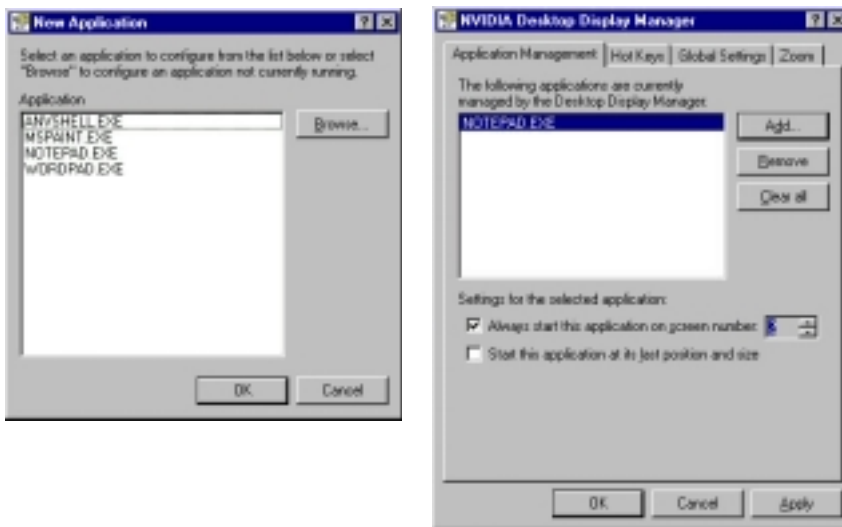 New Application
Select an application to configure from the list below or select
"Browse" to configure an application not currently running.
Application
ANVSHELL.EXE
MSPAINT.EXE
NOTEPAD.EXE
WORDPAD.EXE
Browse...
OK
Cancel
NVIDIA Desktop Display Manager
Application Management
Hot Keys
Global Settings
Zoom
The following applications are currently
managed by the Desktop Display Manager.
NOTEPAD.EXE
Add...
Remove
Clear all
Settings for the selected application:
Always start this application on screen number:
Start this application at its last position and size
OK
Cancel
Apply